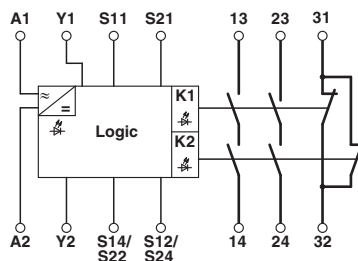 A1 Y1 S11 S21 13 23 31
≈
=
K1
Logic
K2
A2 Y2 S14/ S12/ 14 24 32
S22 S24